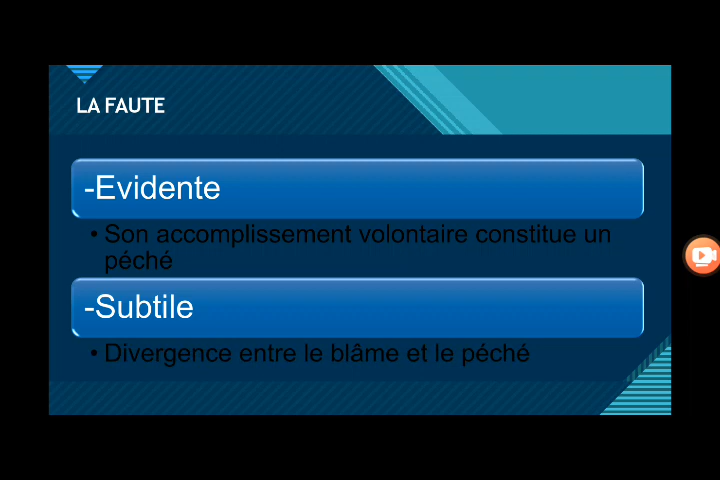 LA FAUTE
-Evidente
• Son accomplissement volontaire constitue un
péché
-Subtile
• Divergence entre le blâme et le péché